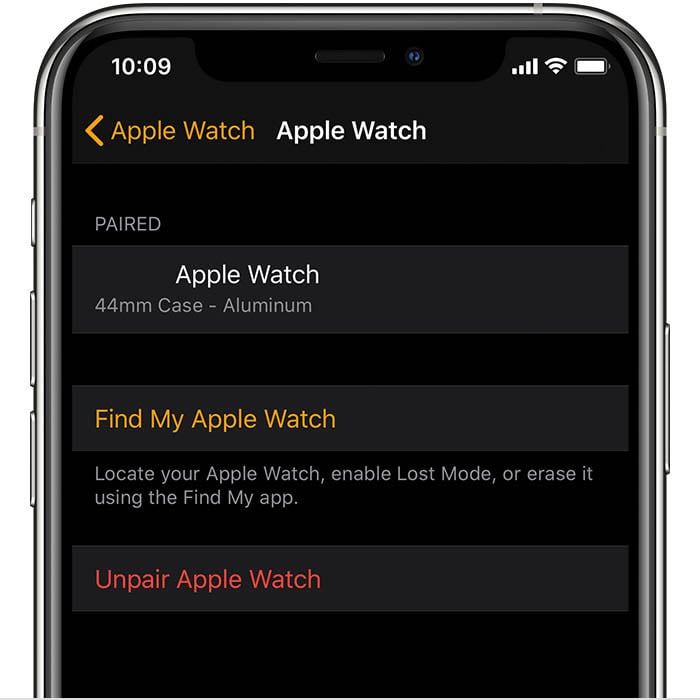 10:09
Apple Watch Apple Watch
PAIRED
Apple Watch
44mm Case - Aluminum
Find My Apple Watch
Locate your Apple Watch, enable Lost Mode, or erase it
using the Find My app.
Unpair Apple Watch